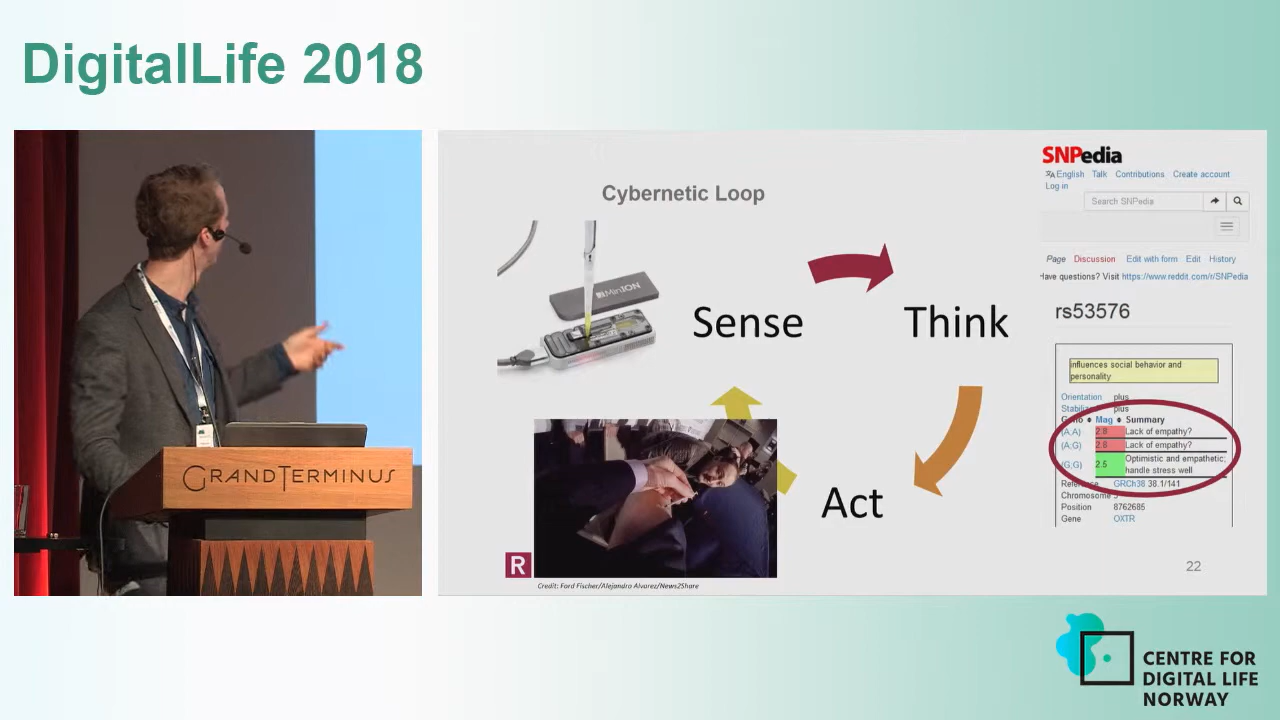 DigitalLife 2018
GRANDTERMINUS
Cybernetic Loop
MinION
Sense
Think
Act
R
Credit: Ford Fischer/Alejandro Alvarez/News2Share
SNPedia
English Talk Contributions Create account
Log in
Search SNPedia
Page Discussion Edit with form Edit History
Have questions? Visit https://www.reddit.com/r/SNPedia
rs53576
influences social behavior and
personality
Orientation plus
plus
Mag Summary
(A;A) 2.8 Lack of empathy?
(A;G) 2.8 Lack of empathy?
(G;G) 2.5 Optimistic and empathetic;
handle stress well
GRCh38 38.1/141
Chromosome 3
Position 8762685
Gene OXTR
22
CENTRE FOR
DIGITAL LIFE
NORWAY